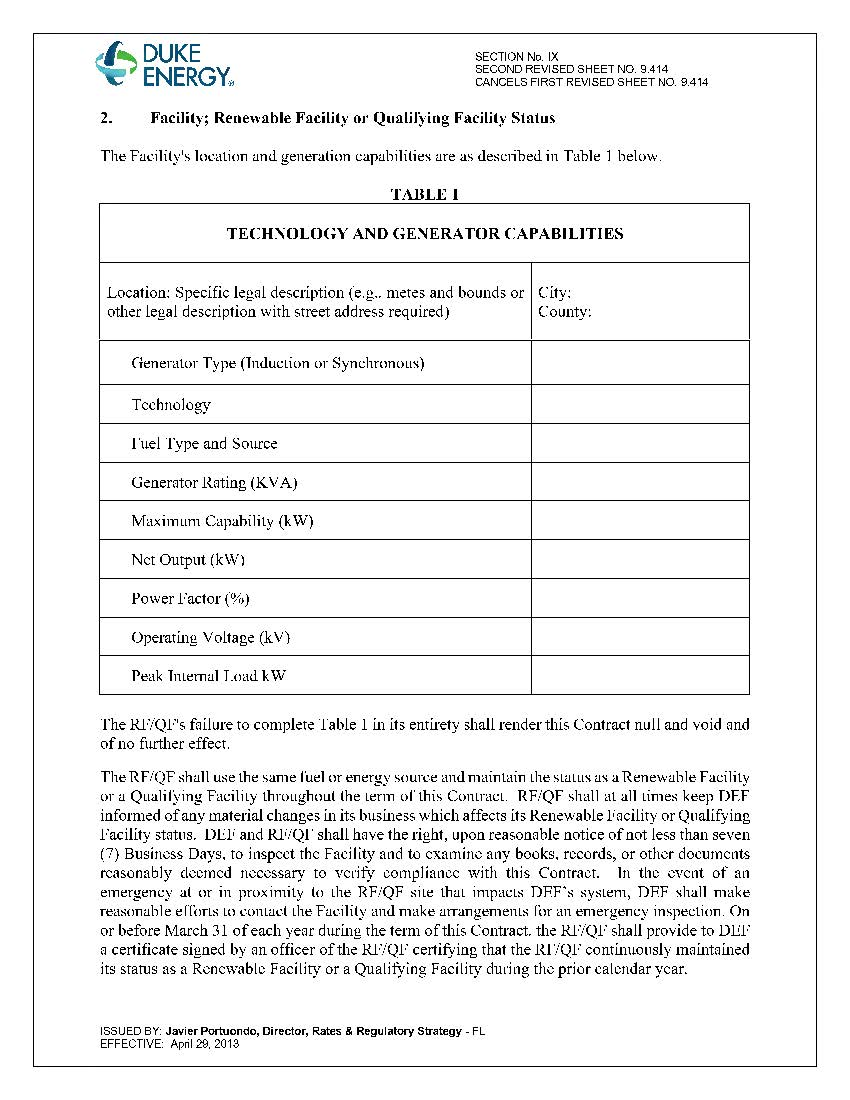 DUKE
ENERGY®
SECTION No. IX
SECOND REVISED SHEET NO. 9.414
CANCELS FIRST REVISED SHEET NO. 9.414
2. Facility; Renewable Facility or Qualifying Facility Status
The Facility's location and generation capabilities are as described in Table 1 below.
TABLE 1
TECHNOLOGY AND GENERATOR CAPABILITIES
Location: Specific legal description (e.g., metes and bounds or
other legal description with street address required)
City:
County:
Generator Type (Induction or Synchronous)
Technology
Fuel Type and Source
Generator Rating (KVA)
Maximum Capability (kW)
Net Output (kW)
Power Factor (%)
Operating Voltage (kV)
Peak Internal Load kW
The RF/QF's failure to complete Table 1 in its entirety shall render this Contract null and void and
of no further effect.
The RF/QF shall use the same fuel or energy source and maintain the status as a Renewable Facility
or a Qualifying Facility throughout the term of this Contract. RF/QF shall at all times keep DEF
informed of any material changes in its business which affects its Renewable Facility or Qualifying
Facility status. DEF and RF/QF shall have the right, upon reasonable notice of not less than seven
(7) Business Days, to inspect the Facility and to examine any books, records, or other documents
reasonably deemed necessary to verify compliance with this Contract. In the event of an
emergency at or in proximity to the RF/QF site that impacts DEF's system, DEF shall make
reasonable efforts to contact the Facility and make arrangements for an emergency inspection. On
or before March 31 of each year during the term of this Contract, the RF/QF shall provide to DEF
a certificate signed by an officer of the RF/QF certifying that the RF/QF continuously maintained
its status as a Renewable Facility or a Qualifying Facility during the prior calendar year.
ISSUED BY: Javier Portuondo, Director, Rates & Regulatory Strategy - FL
EFFECTIVE: April 29, 2013